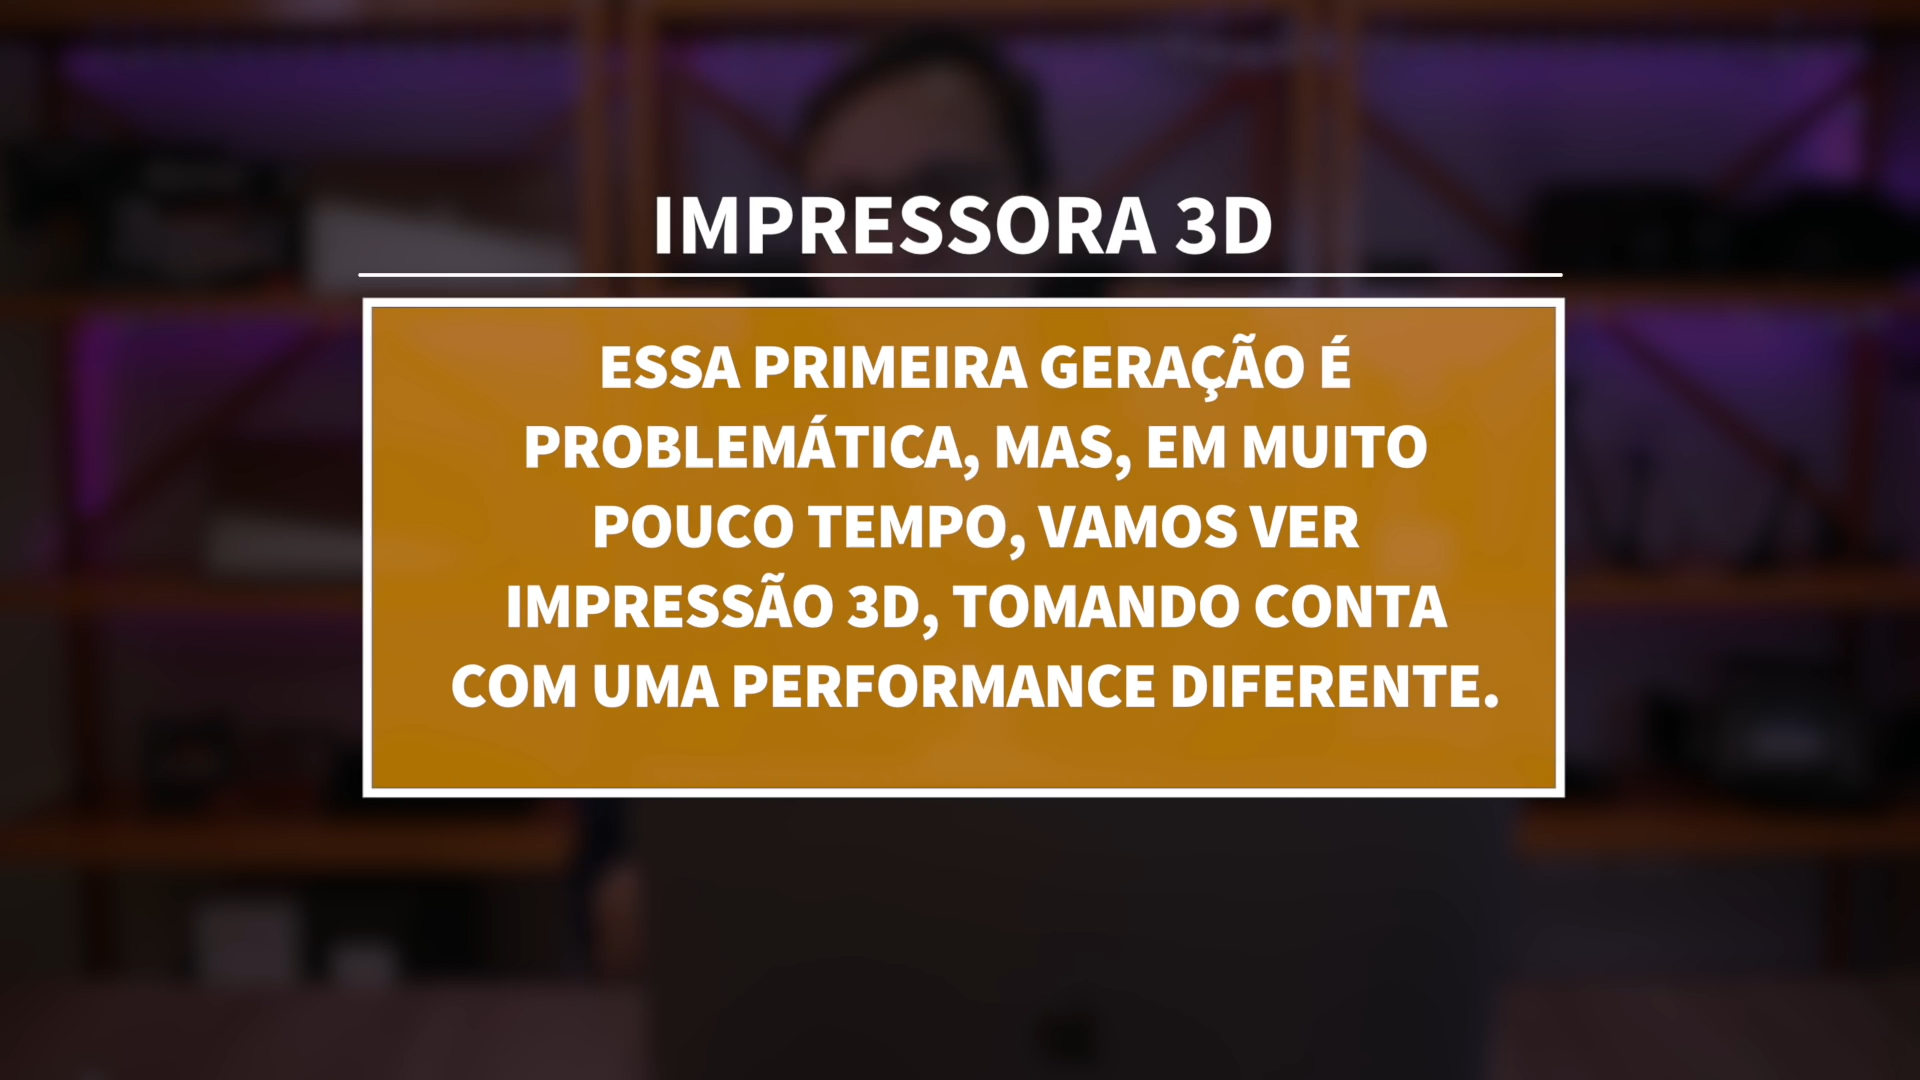 IMPRESSORA 3D
ESSA PRIMEIRA GERAÇÃO É
PROBLEMÁTICA, MAS, EM MUITO
POUCO TEMPO, VAMOS VER
IMPRESSÃO 3D, TOMANDO CONTA
COM UMA PERFORMANCE DIFERENTE.